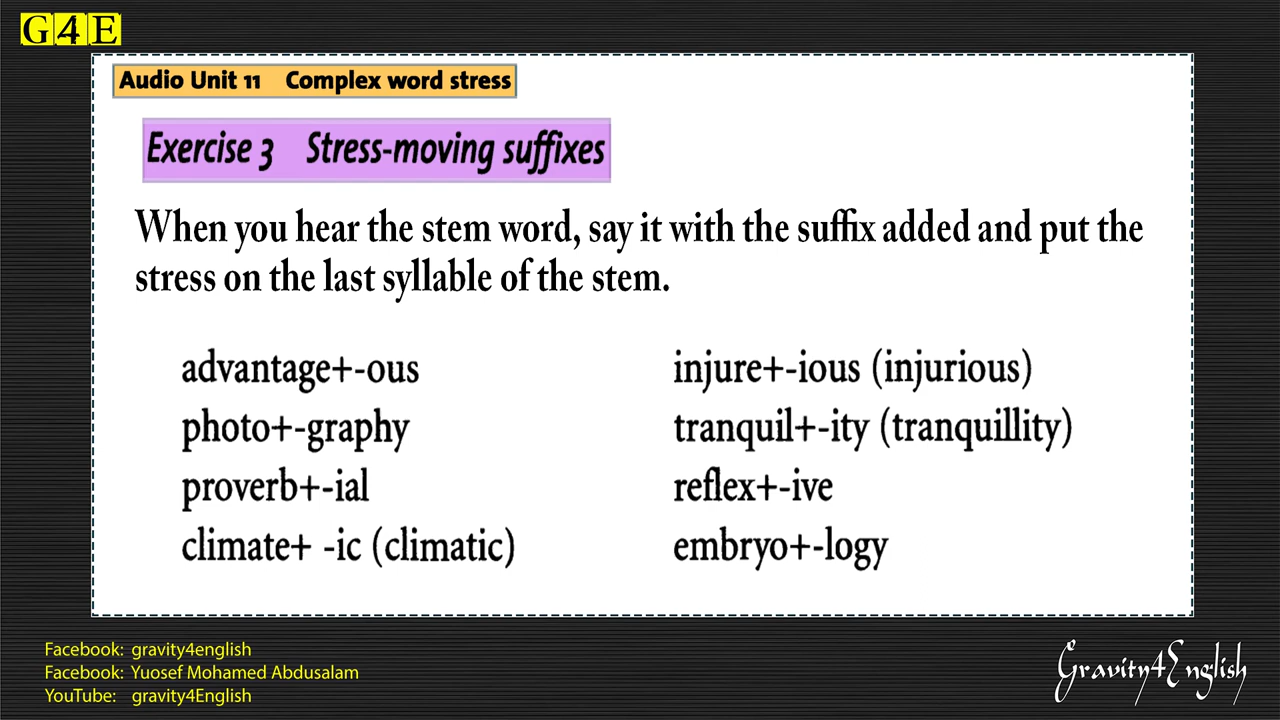 G4E
Audio Unit 11 Complex word stress
Exercise 3 Stress-moving suffixes
When you hear the stem word, say it with the suffix added and put the
stress on the last syllable of the stem.
advantage+-ous
photo+-graphy
proverb+-ial
climate+ -ic (climatic)
injure+-ious (injurious)
tranquil+-ity (tranquillity)
reflex+-ive
embryo+-logy
Facebook: gravity4english
Facebook: Yuosef Mohamed Abdusalam
YouTube: gravity4English
Gravity4English